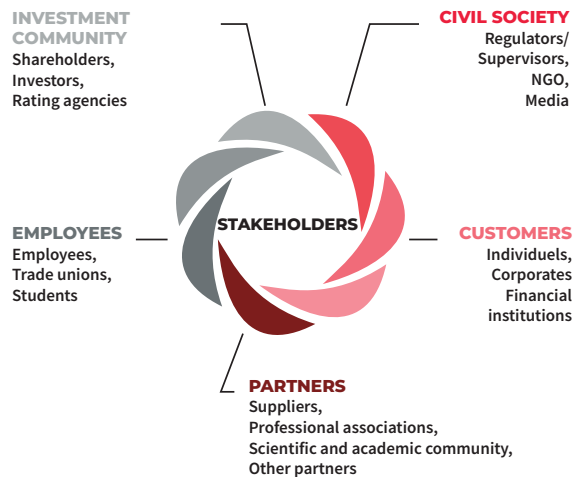 INVESTMENT
COMMUNITY
Shareholders,
Investors,
Rating agencies
CIVIL SOCIETY
Regulators/
Supervisors,
NGO,
Media
STAKEHOLDERS
EMPLOYEES
Employees,
Trade unions,
Students
CUSTOMERS
Individuels,
Corporates
Financial
institutions
PARTNERS
Suppliers,
Professional associations,
Scientific and academic community,
Other partners